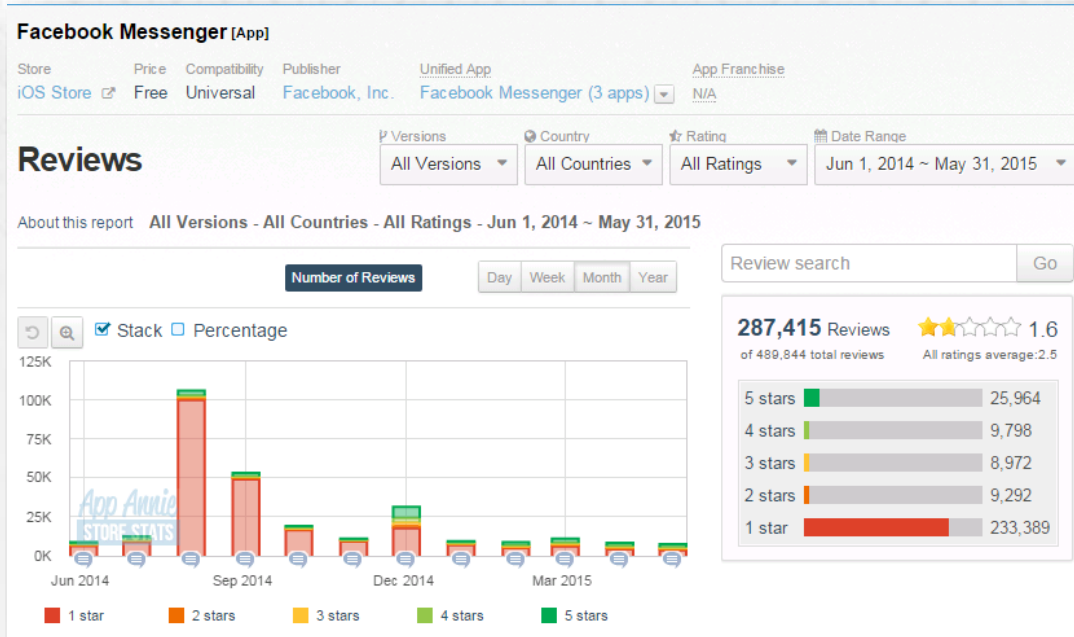 Facebook Messenger [App]
Store Price Compatibility Publisher Unified App App Franchise
iOS Store Free Universal Facebook, Inc. Facebook Messenger (3 apps) N/A
Versions Country Rating Date Range
Reviews All Versions All Countries All Ratings Jun 1, 2014 ~ May 31, 2015
About this report All Versions - All Countries - All Ratings - Jun 1, 2014 ~ May 31, 2015
Number of Reviews Day Week Month Year
Review search Go
Stack Percentage
287,415 Reviews 1.6
of 489,844 total reviews All ratings average:2.5
5 stars 25,964
4 stars 9,798
3 stars 8,972
2 stars 9,292
1 star 233,389
125K
100K
75K
50K
25K
0K
App Annie
STORE STATS
Jun 2014 Sep 2014 Dec 2014 Mar 2015
1 star 2 stars 3 stars 4 stars 5 stars